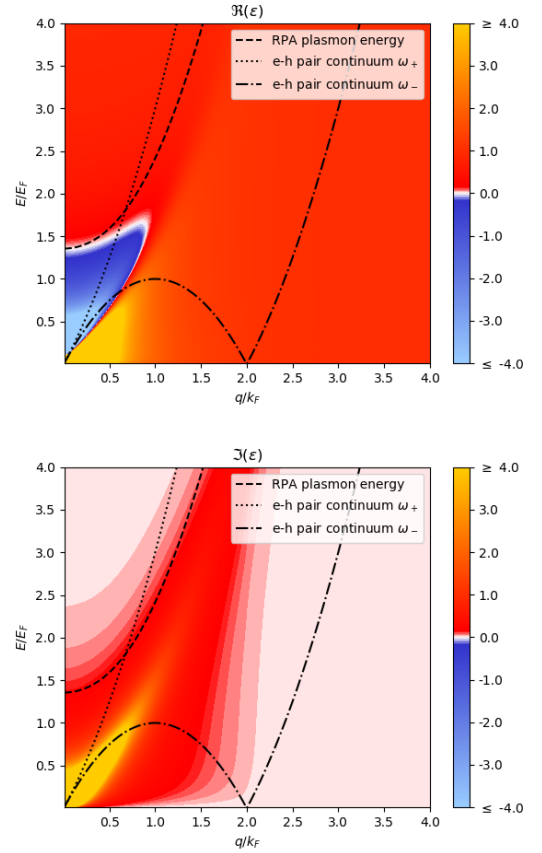 ℜ(ε)
RPA plasmon energy
e-h pair continuum ω₊
e-h pair continuum ω₋
E/E_F
4.0
3.5
3.0
2.5
2.0
1.5
1.0
0.5
0.5 1.0 1.5 2.0 2.5 3.0 3.5 4.0
q/k_F
≥ 4.0
3.0
2.0
1.0
0.0
-1.0
-2.0
-3.0
≤ -4.0
ℑ(ε)
RPA plasmon energy
e-h pair continuum ω₊
e-h pair continuum ω₋
E/E_F
4.0
3.5
3.0
2.5
2.0
1.5
1.0
0.5
0.5 1.0 1.5 2.0 2.5 3.0 3.5 4.0
q/k_F
≥ 4.0
3.0
2.0
1.0
0.0
-1.0
-2.0
-3.0
≤ -4.0